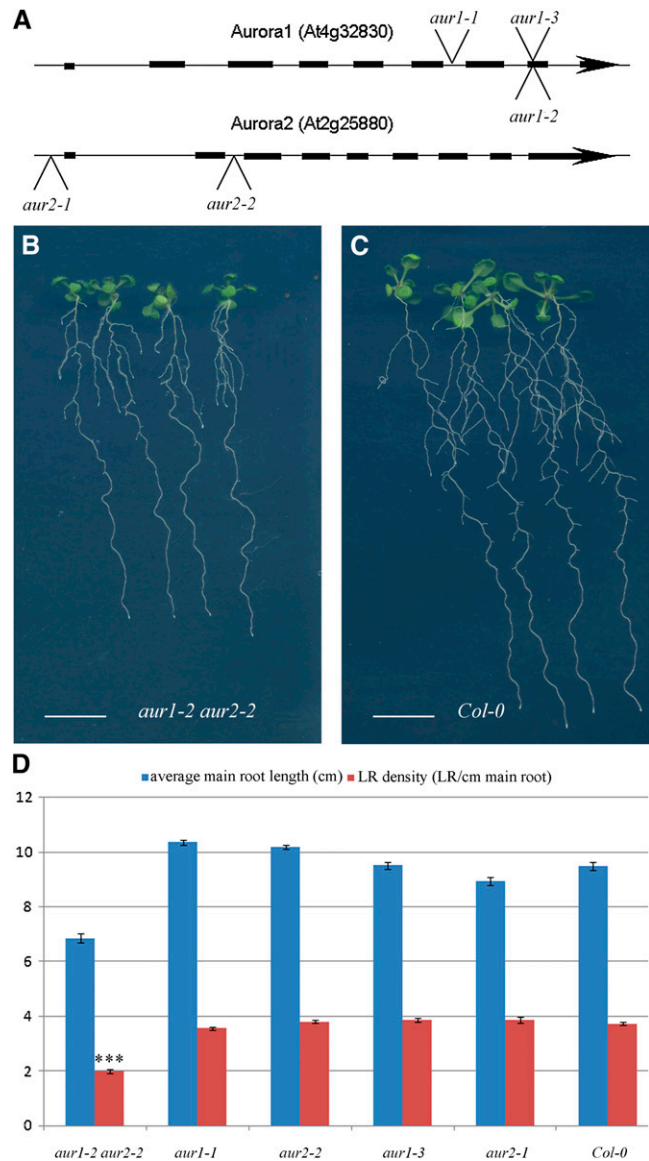 A
Aurora1 (At4g32830)
aur1-1
aur1-3
aur1-2
Aurora2 (At2g25880)
aur2-1
aur2-2
B
aur1-2 aur2-2
C
Col-0
D
average main root length (cm)
LR density (LR/cm main root)
12
10
8
6
4
2
0
***
aur1-2 aur2-2
aur1-1
aur2-2
aur1-3
aur2-1
Col-0